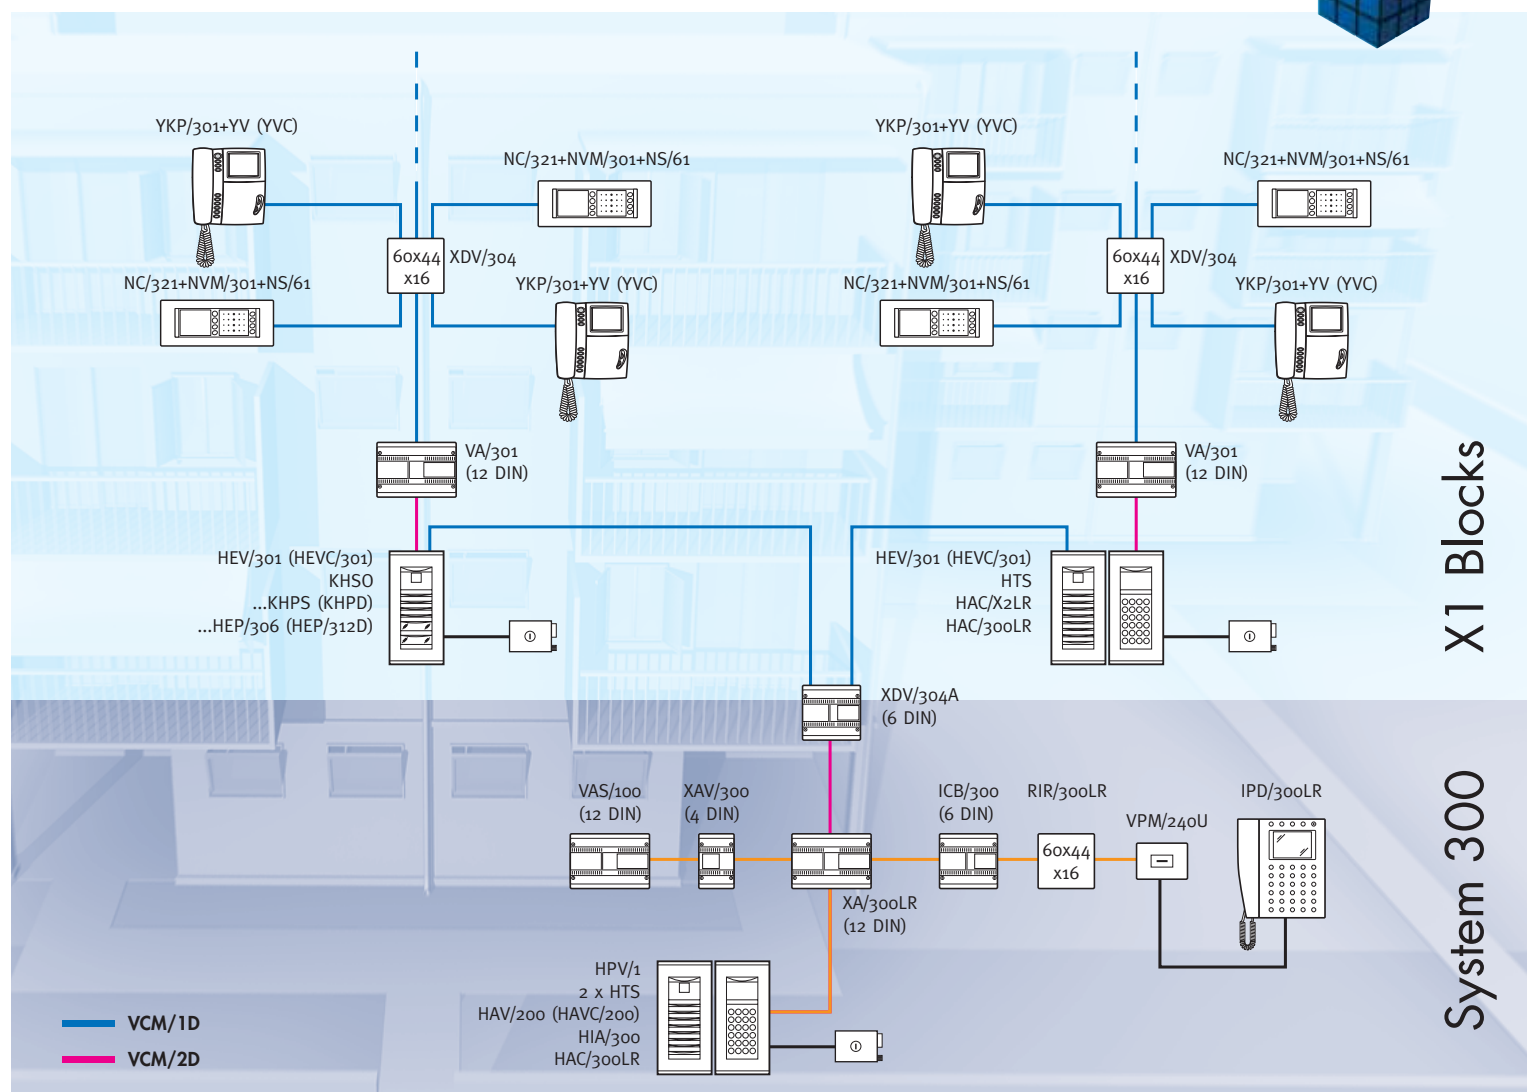 YKP/301+YV (YVC)
NC/321+NVM/301+NS/61
60x44
x16
XDV/304
NC/321+NVM/301+NS/61
YKP/301+YV (YVC)
YKP/301+YV (YVC)
NC/321+NVM/301+NS/61
60x44
x16
XDV/304
NC/321+NVM/301+NS/61
YKP/301+YV (YVC)
VA/301
(12 DIN)
VA/301
(12 DIN)
X1 Blocks
HEV/301 (HEVC/301)
KHSO
...KHPS (KHPD)
...HEP/306 (HEP/312D)
HEV/301 (HEVC/301)
HTS
HAC/X2LR
HAC/300LR
XDV/304A
(6 DIN)
VAS/100
(12 DIN)
XAV/300
(4 DIN)
ICB/300
(6 DIN)
RIR/300LR
60x44
x16
VPM/240U
IPD/300LR
XA/300LR
(12 DIN)
System 300
HPV/1
2 x HTS
HAV/200 (HAVC/200)
HIA/300
HAC/300LR
VCM/1D
VCM/2D